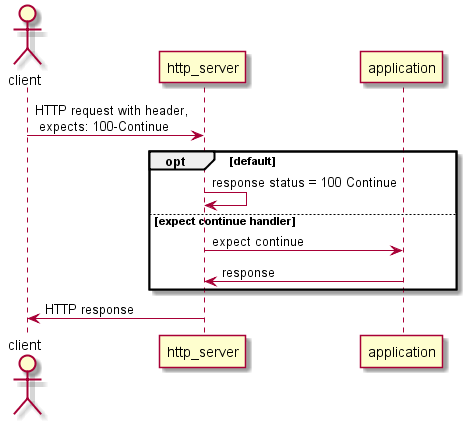 client
http_server
application
HTTP request with header,
expects: 100-Continue
opt
[default]
response status = 100 Continue
[expect continue handler]
expect continue
response
HTTP response
client
http_server
application